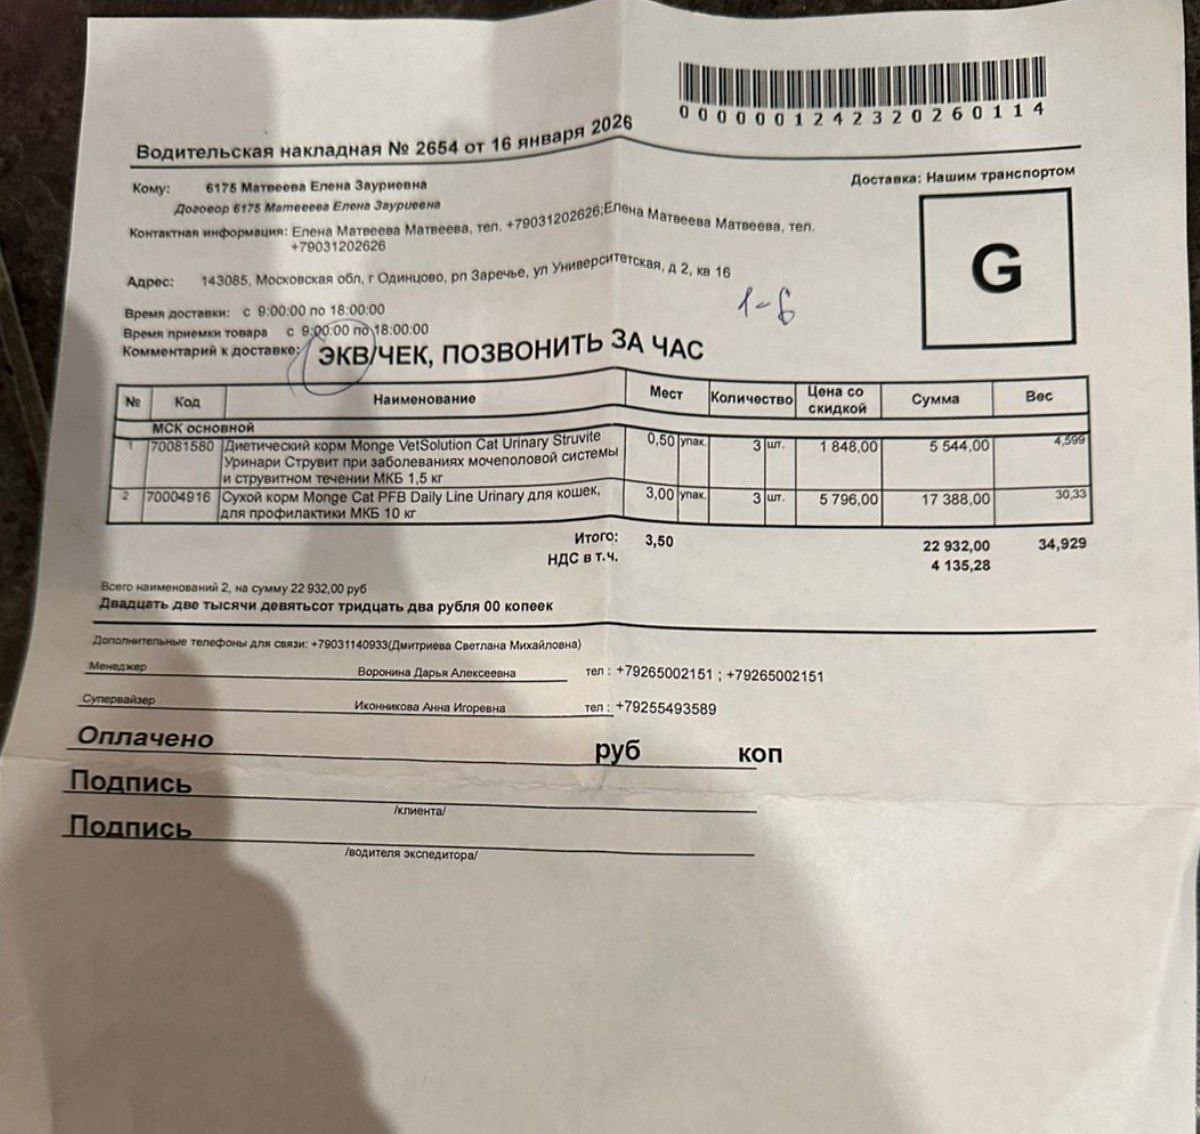 0000001242320260114
Водительская накладная № 2654 от 16 января 2026
Доставка: Нашим транспортом
G
Кому: 6175 Матвеева Елена Зауриевна
Договор 6175 Матвеева Елена Зауриевна
Контактная информация: Елена Матвеева Матвеева, тел. +79031202626;Елена Матвеева Матвеева, тел.
+79031202626
Адрес: 143085, Московская обл, г Одинцово, рп Заречье, ул Университетская, д 2, кв 16
1-6
Время доставки: с 9:00:00 по 18:00:00
Время приемки товара с 9:00:00 по 18:00:00
Комментарий к доставке: ЭКВ/ЧЕК, ПОЗВОНИТЬ ЗА ЧАС
№ Код Наименование Мест Количество Цена со скидкой Сумма Вес
МСК основной
1 70081580 Диетический корм Monge VetSolution Cat Urinary Struvite 0,50 упак. 3 шт. 1 848,00 5 544,00 4,599
Уринари Струвит при заболеваниях мочеполовой системы
и струвитном течении МКБ 1,5 кг
2 70004916 Сухой корм Monge Cat PFB Daily Line Urinary для кошек, 3,00 упак. 3 шт. 5 796,00 17 388,00 30,33
для профилактики МКБ 10 кг
Итого: 3,50 22 932,00 34,929
НДС в т.ч. 4 135,28
Всего наименований 2, на сумму 22 932,00 руб
Двадцать две тысячи девятьсот тридцать два рубля 00 копеек
Дополнительные телефоны для связи: +79031140933(Дмитриева Светлана Михайловна)
Менеджер Воронина Дарья Алексеевна тел : +79265002151 ; +79265002151
Супервайзер Иконникова Анна Игоревна тел : +79255493589
Оплачено руб коп
Подпись
/клиента/
Подпись
/водителя экспедитора/